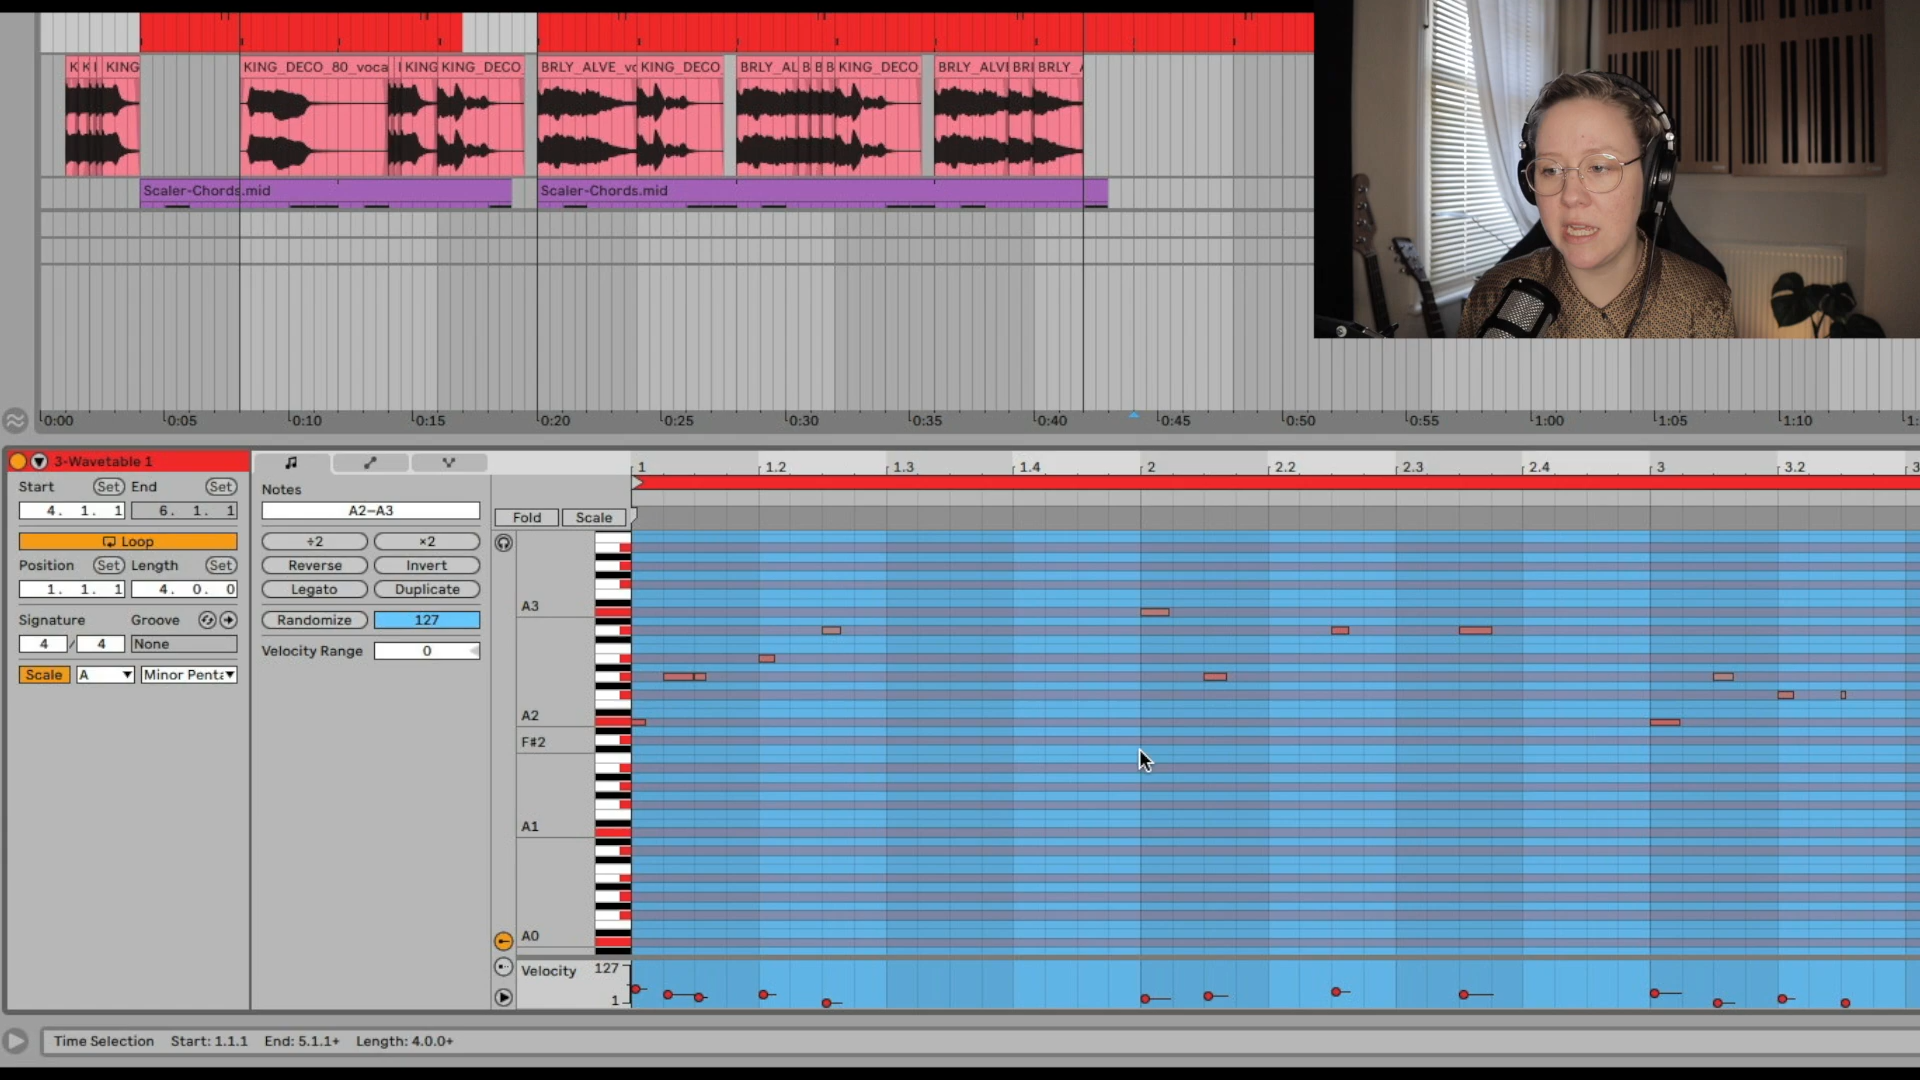 K K I KING KING_DECO_80_voca I KING KING_DECO BRLY_ALVE_vc KING_DECO BRLY_AL B B B KING_DECO BRLY_ALVI BRI BRLY_A
Scaler-Chords.mid Scaler-Chords.mid
0:00 0:05 0:10 0:15 0:20 0:25 0:30 0:35 0:40 0:45 0:50 0:55 1:00 1:05 1:10 1:
3-Wavetable 1
Start Set End Set
4. 1. 1 6. 1. 1
Loop
Position Set Length Set
1. 1. 1 4. 0. 0
Signature Groove
4 / 4 None
Scale A Minor Penta
Notes
A2–A3
÷2 ×2
Reverse Invert
Legato Duplicate
Randomize 127
Velocity Range 0
1 1.2 1.3 1.4 2 2.2 2.3 2.4 3 3.2 3
Fold Scale
A3
A2
F#2
A1
A0
Velocity 127
1
Time Selection Start: 1.1.1 End: 5.1.1+ Length: 4.0.0+